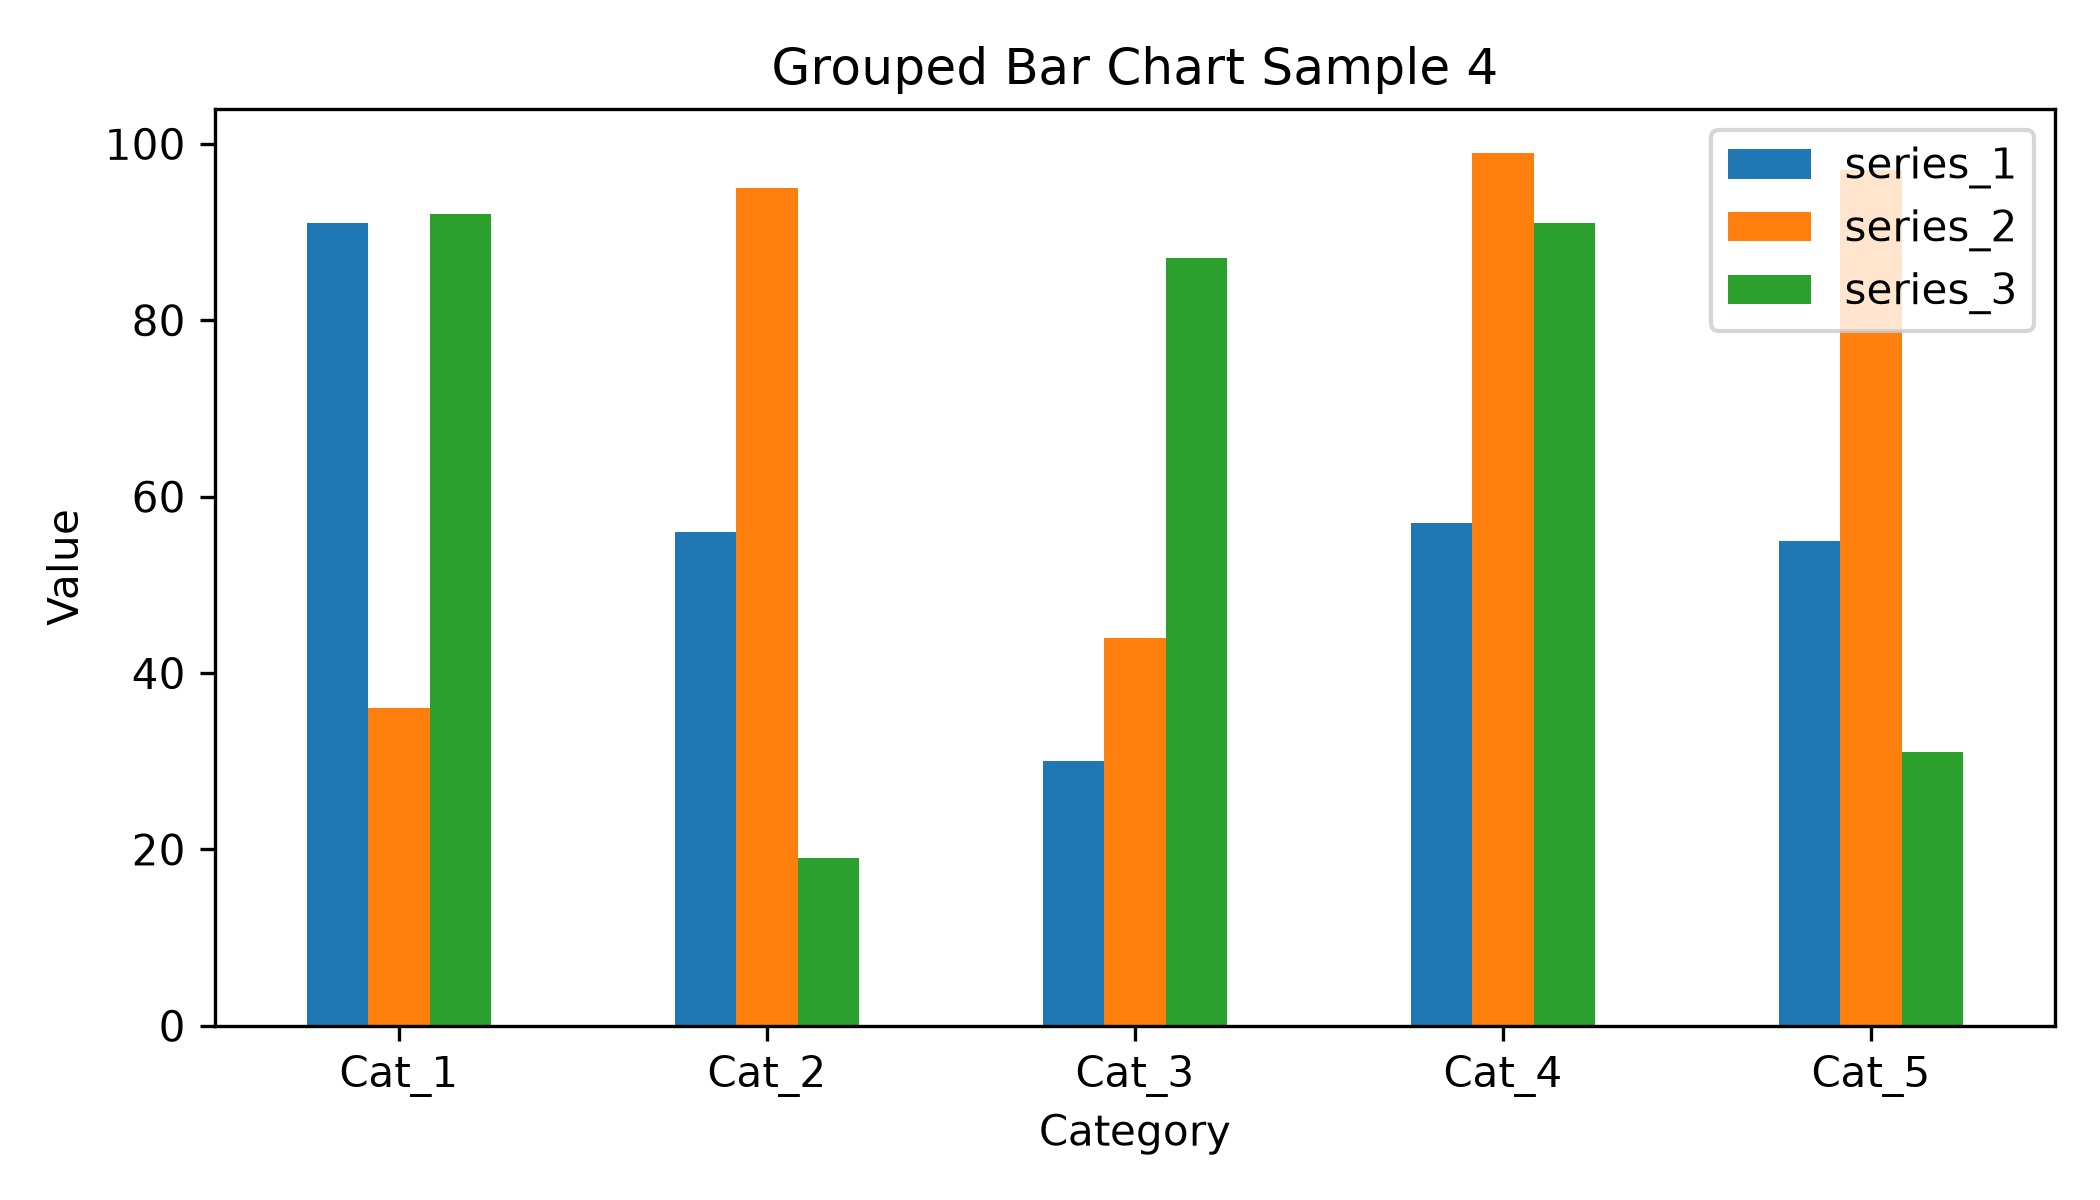 Grouped Bar Chart Sample 4
series_1
series_2
series_3
100
80
60
40
20
0
Value
Cat_1 Cat_2 Cat_3 Cat_4 Cat_5
Category